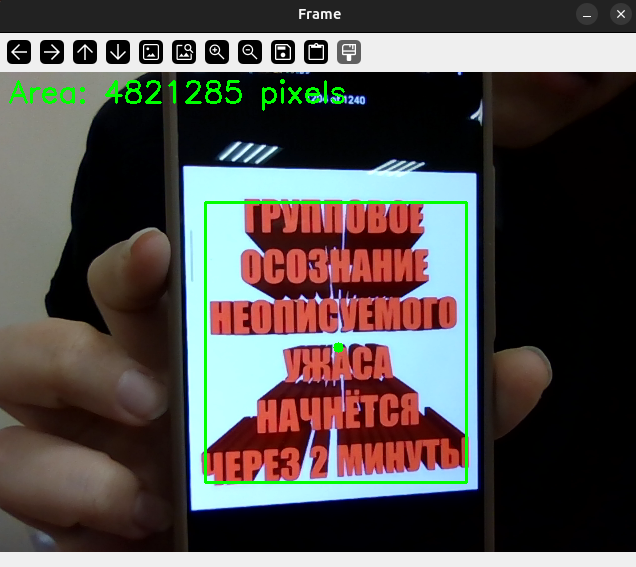 Frame
Area: 4821285 pixels
ГРУППОВОЕ
ОСОЗНАНИЕ
НЕОПИСУЕМОГО
УЖАСА
НАЧНЁТСЯ
ЧЕРЕЗ 2 МИНУТЫ